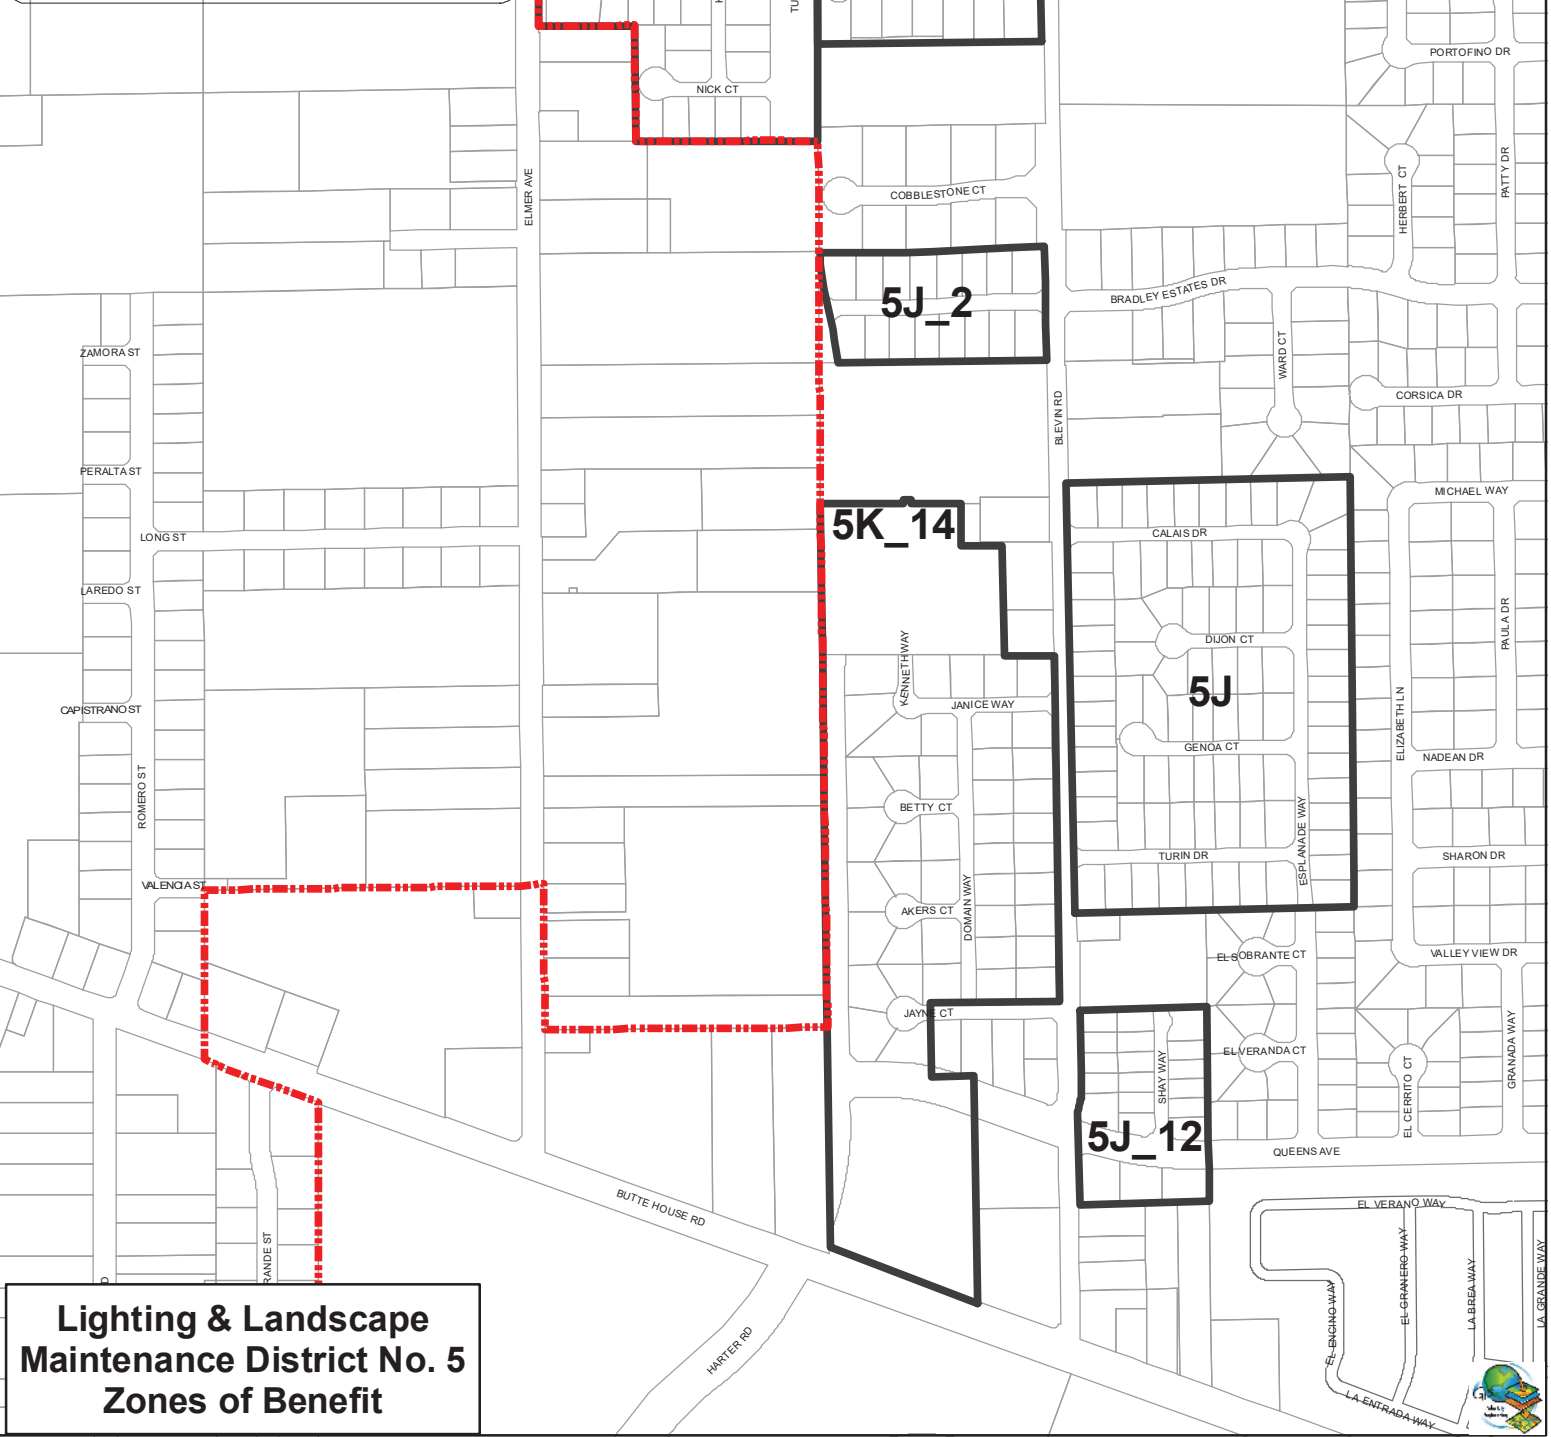 TU
PORTOFINO DR
NICK CT
PATTY DR
HERBERT CT
ELMER AVE
COBBLESTONE CT
BRADLEY ESTATES DR
5J_2
WARD CT
ZAMORA ST
CORSICA DR
BLEVIN RD
PERALTA ST
MICHAEL WAY
5K_14
LONG ST
CALAIS DR
LAREDO ST
PAULA DR
DIJON CT
KENNETH WAY
5J
JANICE WAY
CAPISTRANO ST
ELIZABETH LN
GENOA CT
NADEAN DR
ROMERO ST
BETTY CT
ESPLANADE WAY
TURIN DR
SHARON DR
VALENCIA ST
AKERS CT
DOMAIN WAY
EL SOBRANTE CT
VALLEY VIEW DR
JAYNE CT
GRANADA WAY
EL VERANDA CT
SHAY WAY
EL CERRITO CT
5J_12
QUEENS AVE
BUTTE HOUSE RD
EL VERANO WAY
RANDE ST
D
EL GRANERO WAY
LA BREA WAY
LA GRANDE WAY
EL ENCINO WAY
HARTER RD
LA ENTRADA WAY
Lighting & Landscape
Maintenance District No. 5
Zones of Benefit